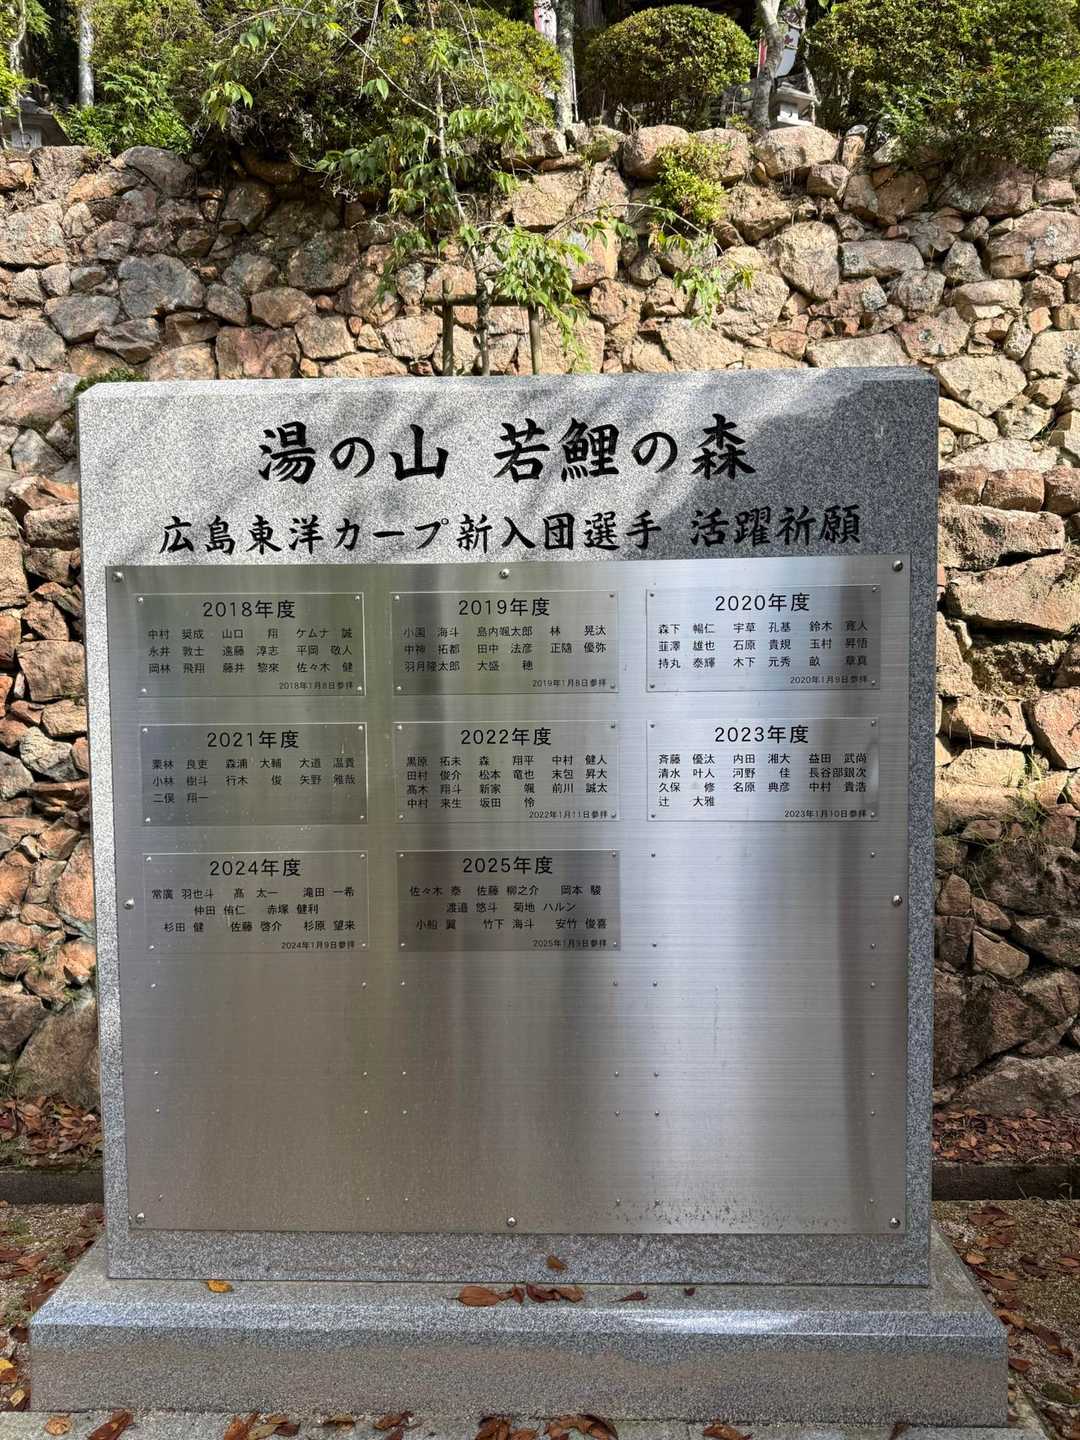 湯の山 若鯉の森
広島東洋カープ新入団選手 活躍祈願
2018年度
中村 奨成 山口 翔 ケムナ 誠
永井 敦士 遠藤 淳志 平岡 敬人
岡林 飛翔 藤井 黎來 佐々木 健
2018年1月8日参拝
2019年度
小園 海斗 島内颯太郎 林 晃汰
中神 拓都 田中 法彦 正隨 優弥
羽月隆太郎 大盛 穂
2019年1月8日参拝
2020年度
森下 暢仁 宇草 孔基 鈴木 寛人
韮澤 雄也 石原 貴規 玉村 昇悟
持丸 泰輝 木下 元秀 畝 章真
2020年1月9日参拝
2021年度
栗林 良吏 森浦 大輔 大道 温貴
小林 樹斗 行木 俊 矢野 雅哉
二俣 翔一
2022年度
黒原 拓未 森 翔平 中村 健人
田村 俊介 松本 竜也 末包 昇大
髙木 翔斗 新家 颯 前川 誠太
中村 来生 坂田 怜
2022年1月11日参拝
2023年度
斉藤 優汰 内田 湘大 益田 武尚
清水 叶人 河野 佳 長谷部銀次
久保 修 名原 典彦 中村 貴浩
辻 大雅
2023年1月10日参拝
2024年度
常廣 羽也斗 髙 太一 滝田 一希
仲田 侑仁 赤塚 健利
杉田 健 佐藤 啓介 杉原 望来
2024年1月9日参拝
2025年度
佐々木 泰 佐藤 柳之介 岡本 駿
渡邉 悠斗 菊地 ハルン
小船 翼 竹下 海斗 安竹 俊喜
2025年1月9日参拝